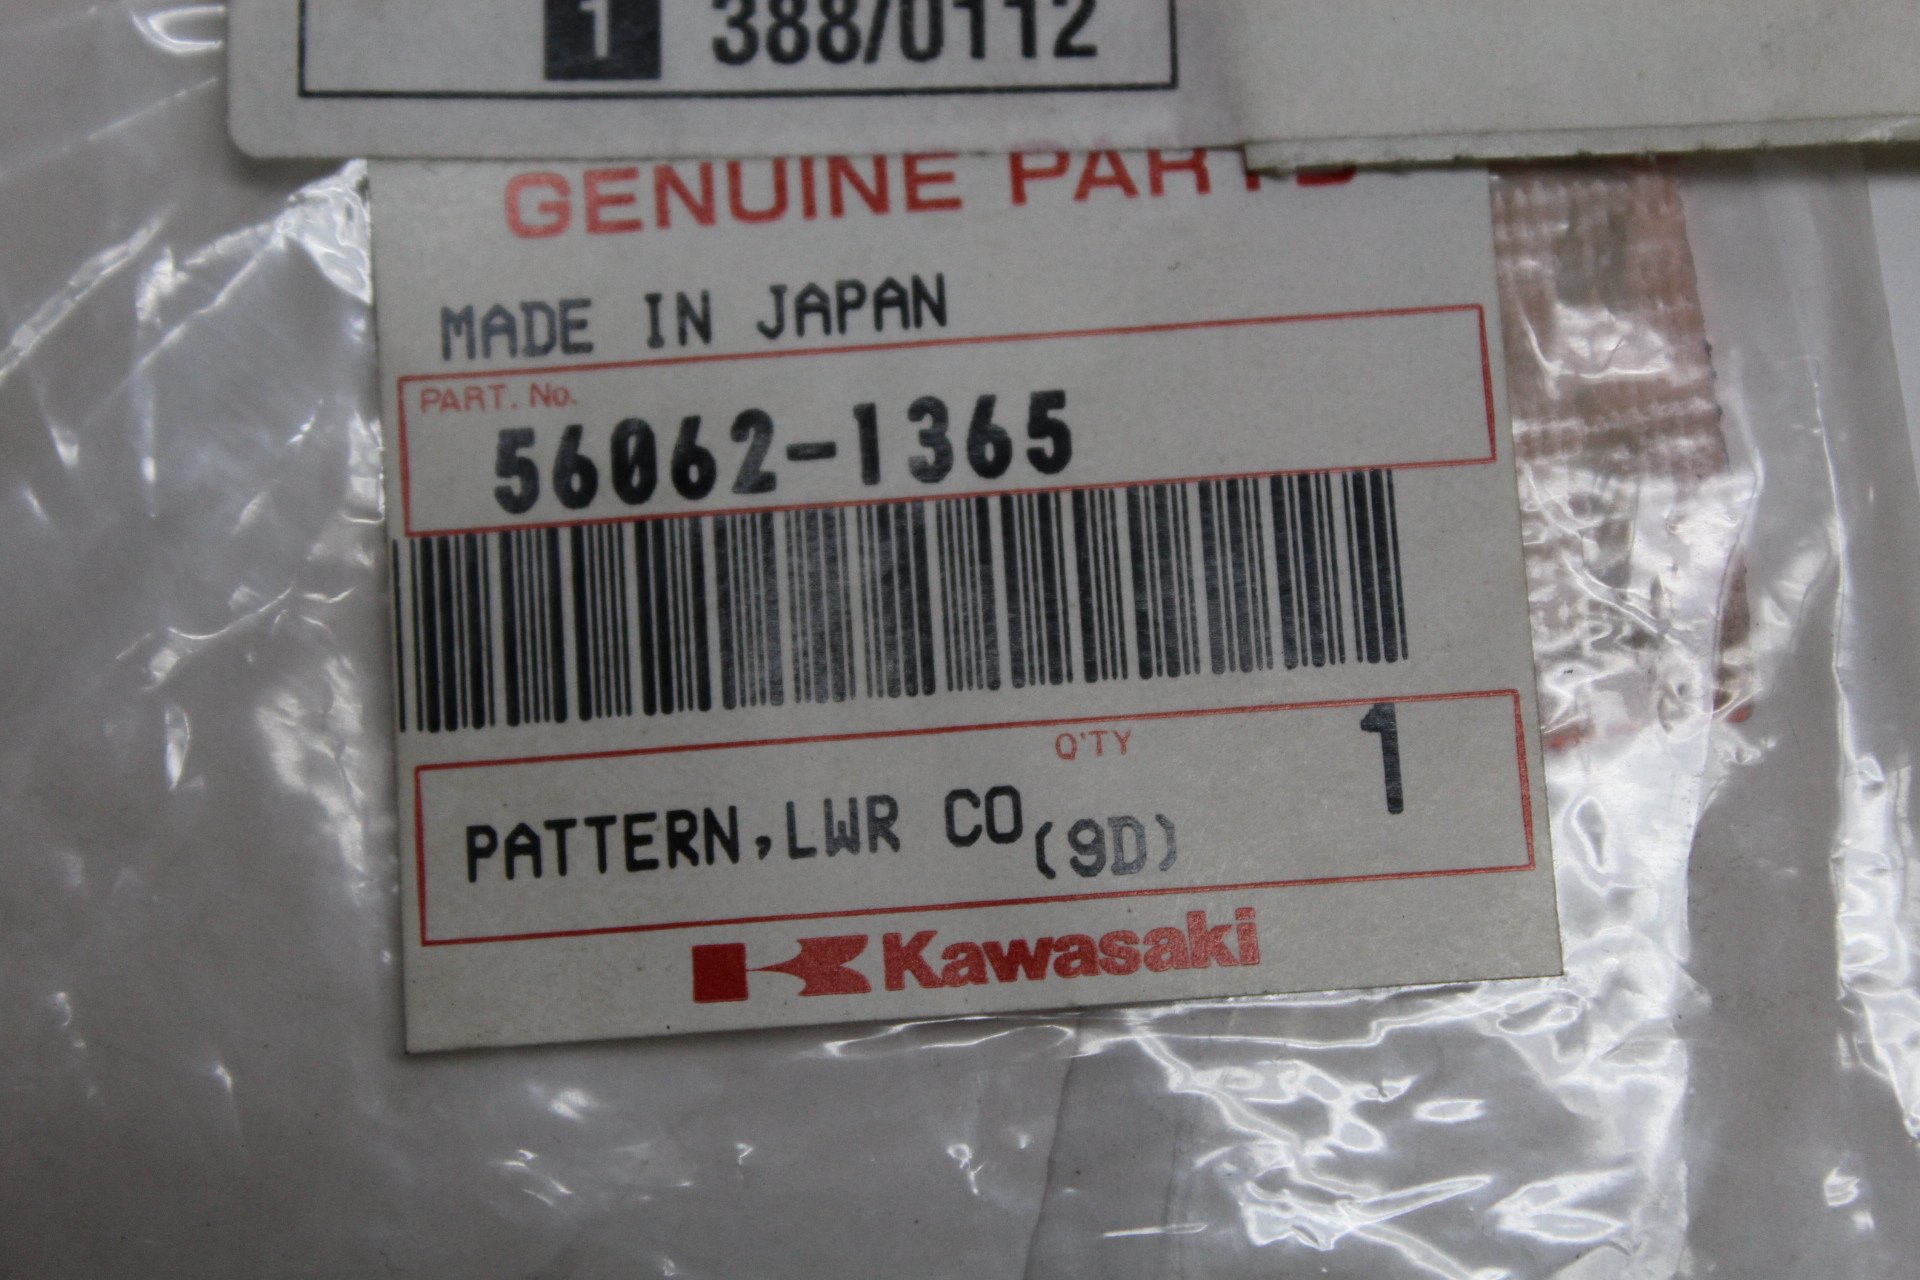 1 388/0112
GENUINE PARTS
MADE IN JAPAN
PART. No.
56062-1365
Q'TY 1
PATTERN,LWR CO(9D)
Kawasaki